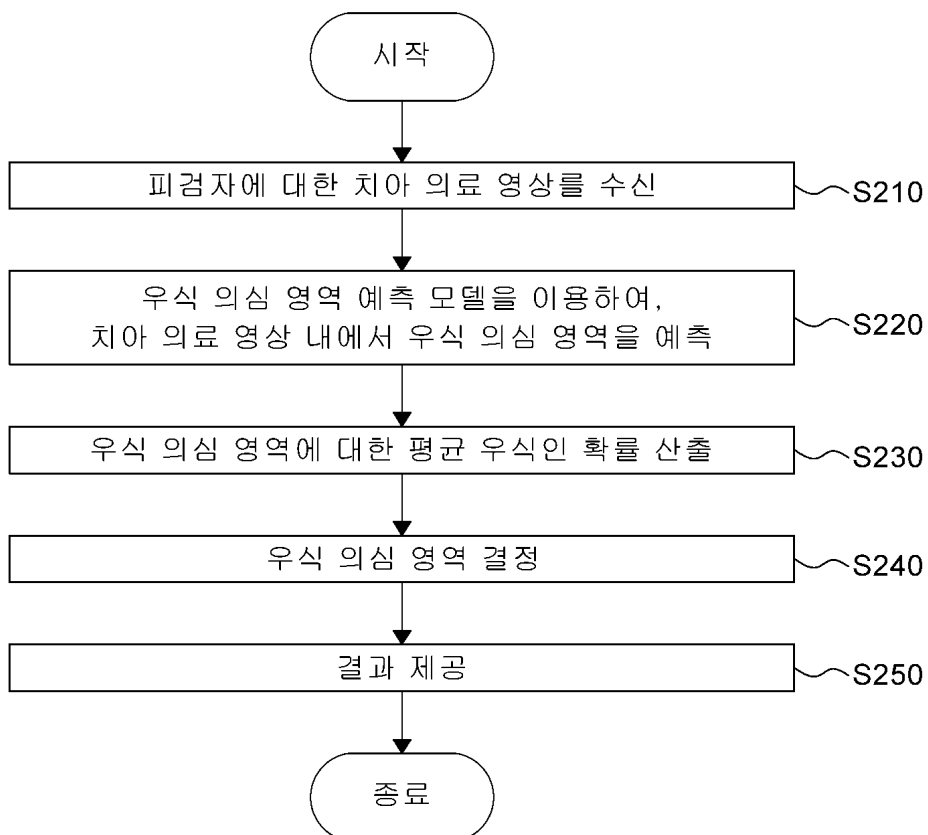 시작
피검자에 대한 치아 의료 영상를 수신
S210
우식 의심 영역 예측 모델을 이용하여,
치아 의료 영상 내에서 우식 의심 영역을 예측
S220
우식 의심 영역에 대한 평균 우식인 확률 산출
S230
우식 의심 영역 결정
S240
결과 제공
S250
종료